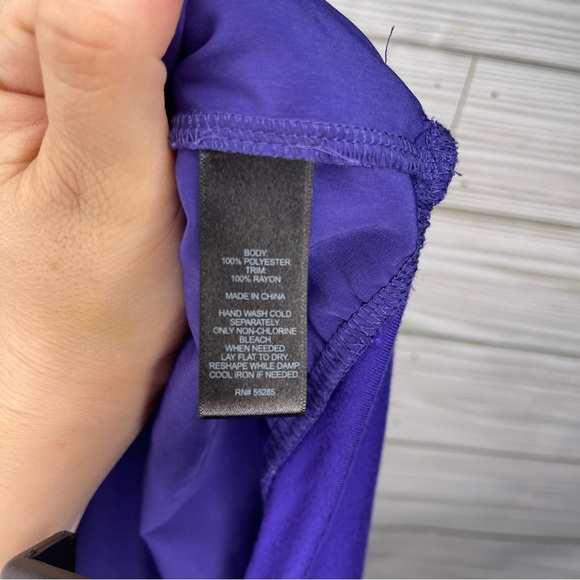 BODY
100% POLYESTER
TRIM:
100% RAYON
MADE IN CHINA
HAND WASH COLD
SEPARATELY
ONLY NON-CHLORINE
BLEACH
WHEN NEEDED
LAY FLAT TO DRY.
RESHAPE WHILE DAMP.
COOL IRON IF NEEDED.
RN# 55285